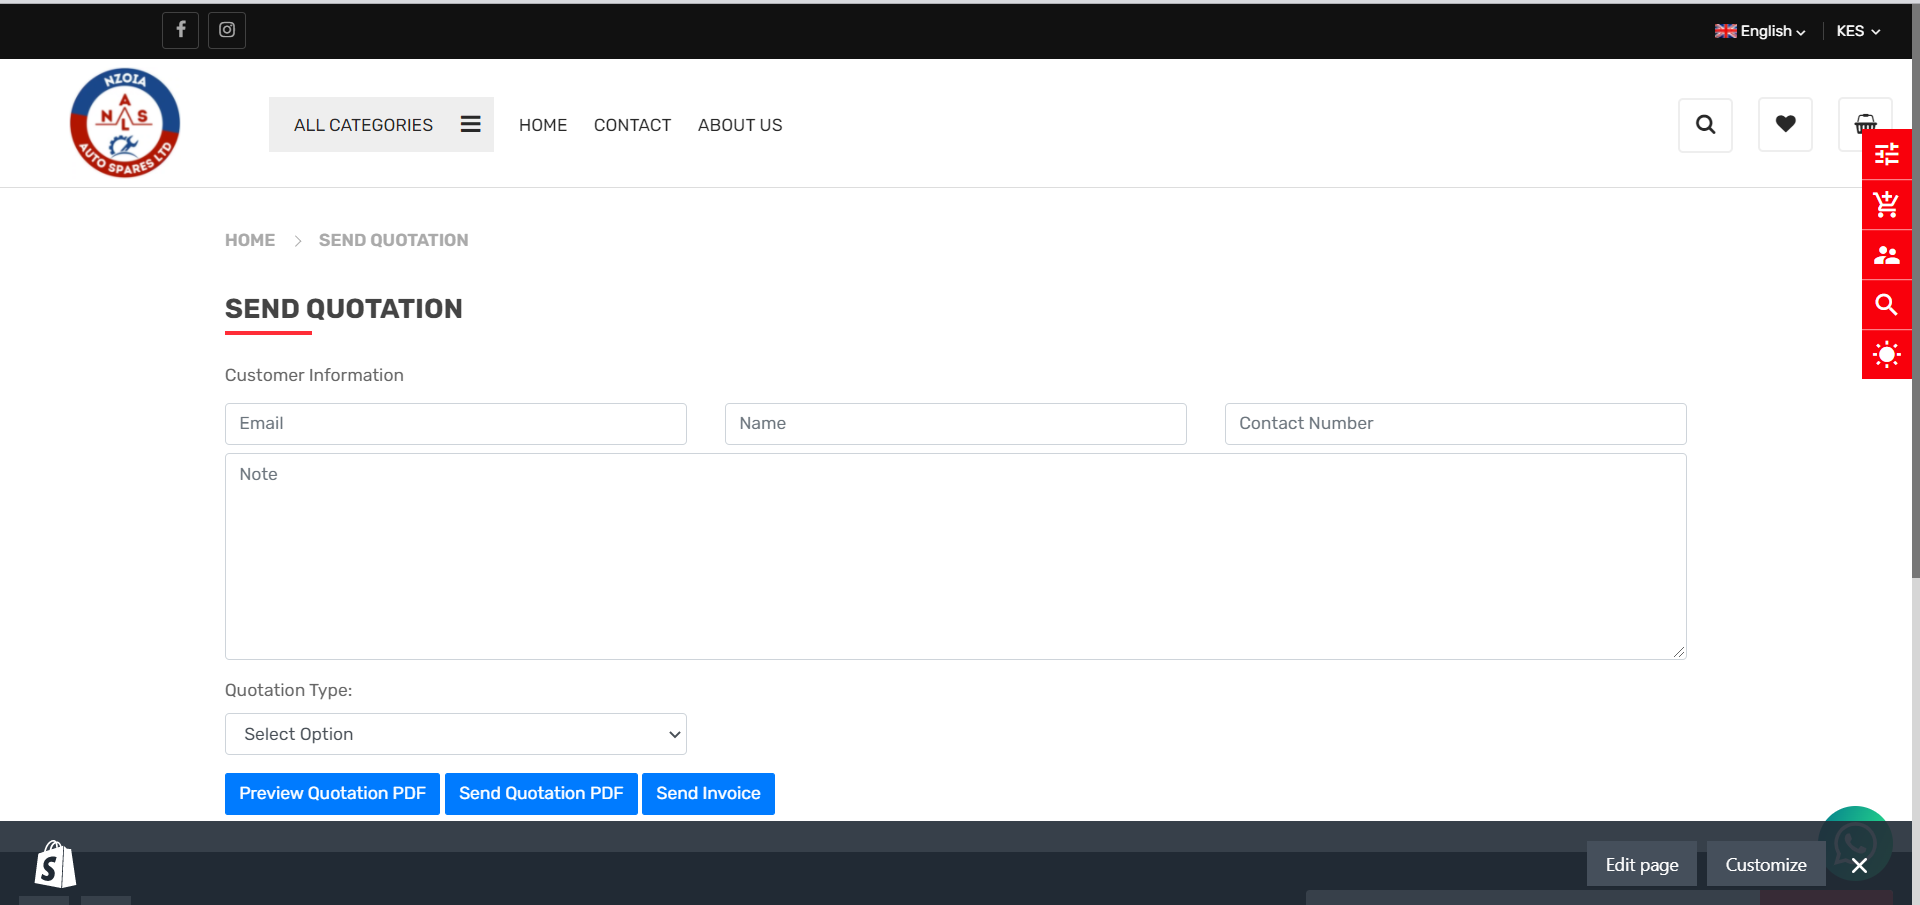 English
KES
NZOIA
A
N L S
AUTO SPARES LTD
ALL CATEGORIES
HOME
CONTACT
ABOUT US
HOME > SEND QUOTATION
SEND QUOTATION
Customer Information
Email
Name
Contact Number
Note
Quotation Type:
Select Option
Preview Quotation PDF
Send Quotation PDF
Send Invoice
Edit page
Customize